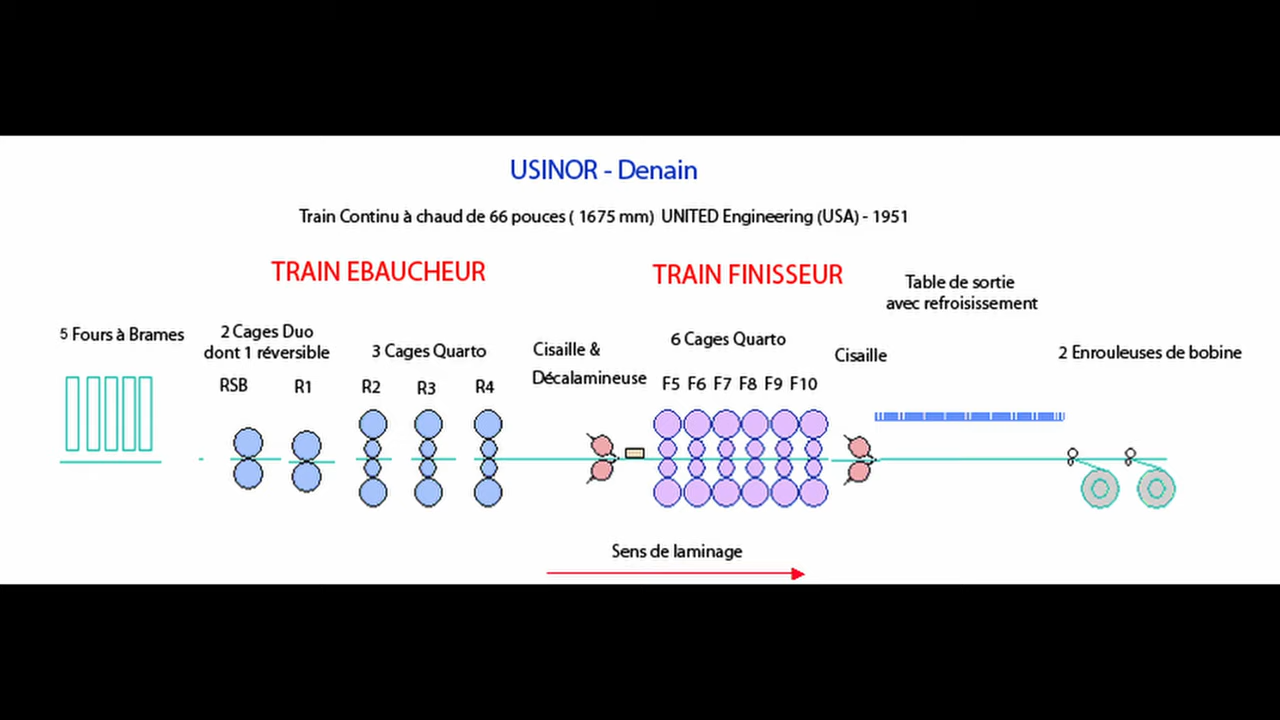 USINOR - Denain
Train Continu à chaud de 66 pouces ( 1675 mm) UNITED Engineering (USA) - 1951
TRAIN EBAUCHEUR
TRAIN FINISSEUR
Table de sortie
avec refroisissement
5 Fours à Brames
2 Cages Duo
dont 1 réversible
3 Cages Quarto
Cisaille &
Décalamineuse
6 Cages Quarto
Cisaille
2 Enrouleuses de bobine
RSB R1 R2 R3 R4
F5 F6 F7 F8 F9 F10
Sens de laminage